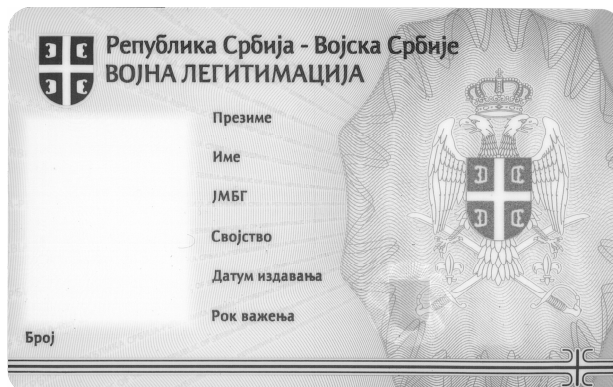 Република Србија - Војска Србије
ВОЈНА ЛЕГИТИМАЦИЈА
Презиме
Име
ЈМБГ
Својство
Датум издавања
Рок важења
Број